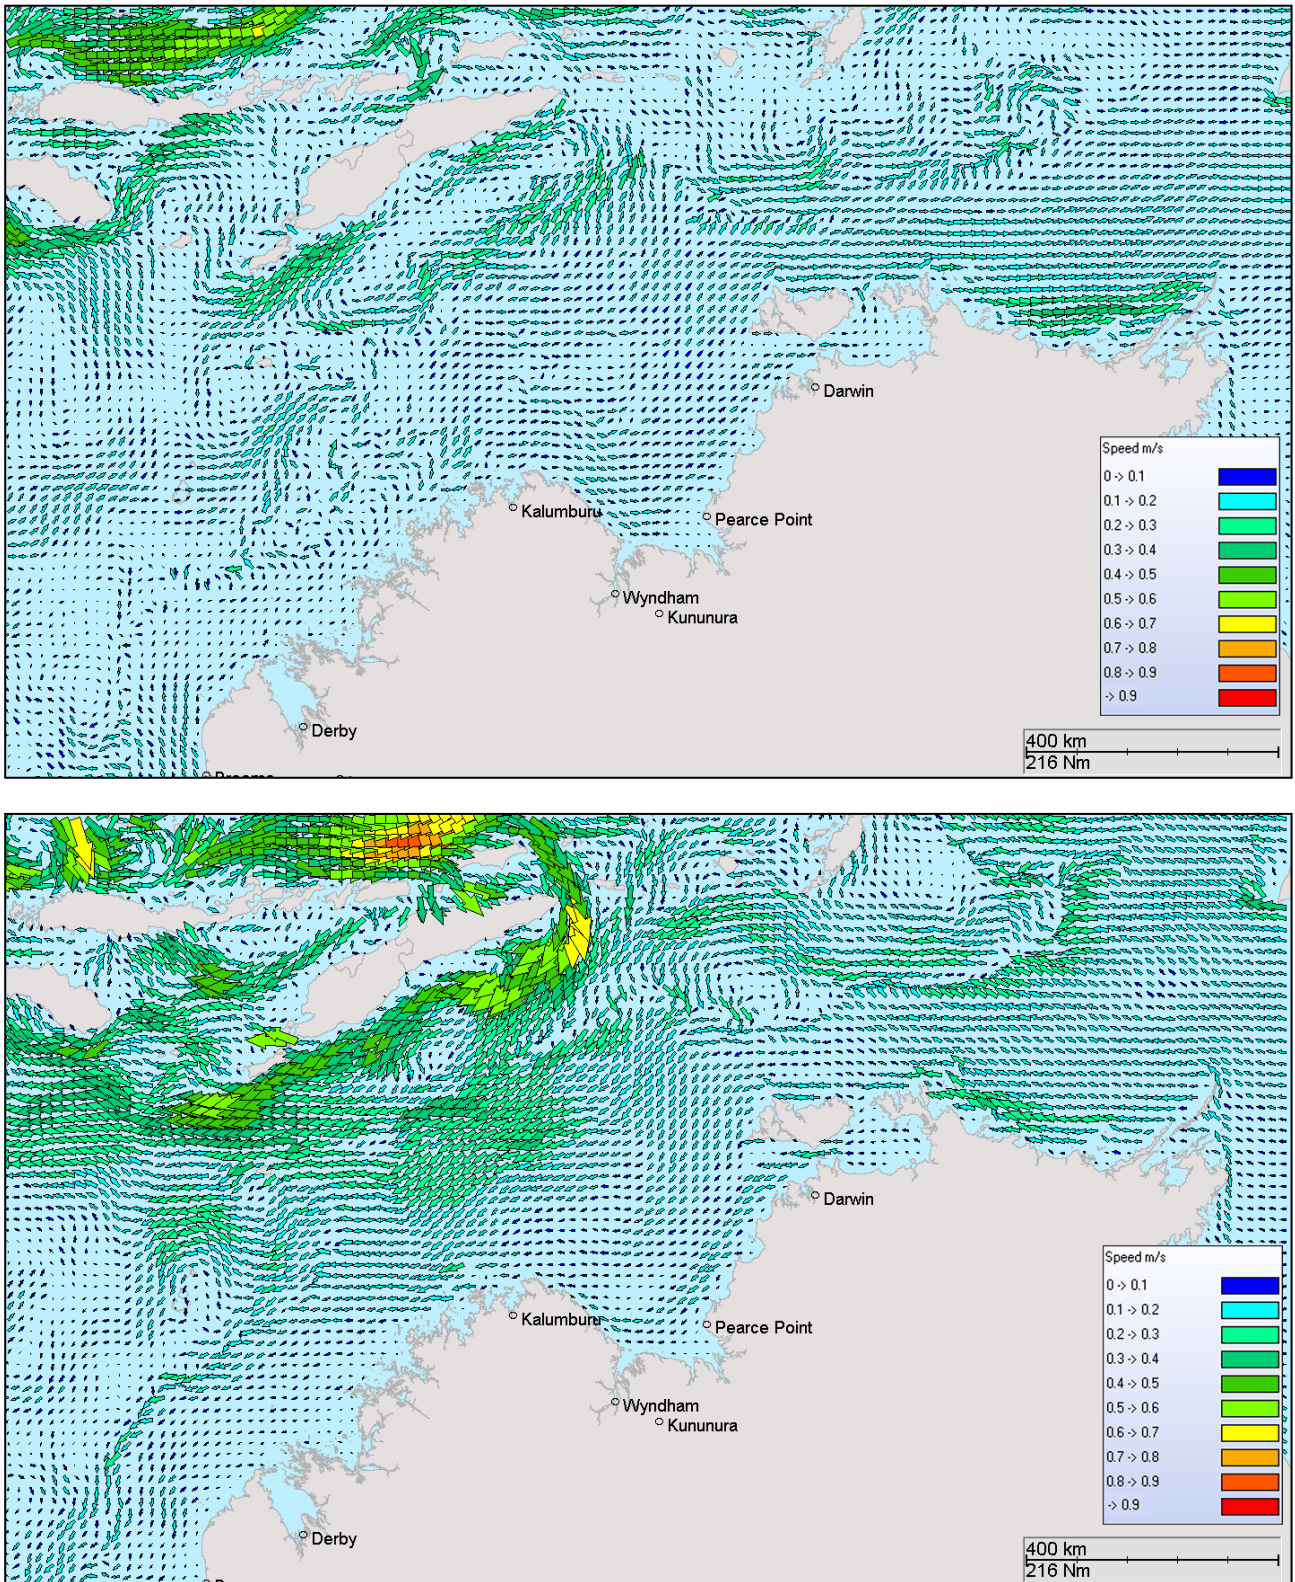 Darwin
Speed m/s
0 -> 0.1
0.1 -> 0.2
0.2 -> 0.3
0.3 -> 0.4
0.4 -> 0.5
0.5 -> 0.6
0.6 -> 0.7
0.7 -> 0.8
0.8 -> 0.9
-> 0.9
Kalumburu
Pearce Point
Wyndham
Kununura
Derby
400 km
216 Nm
Darwin
Speed m/s
0 -> 0.1
0.1 -> 0.2
0.2 -> 0.3
0.3 -> 0.4
0.4 -> 0.5
0.5 -> 0.6
0.6 -> 0.7
0.7 -> 0.8
0.8 -> 0.9
-> 0.9
Kalumburu
Pearce Point
Wyndham
Kununura
Derby
400 km
216 Nm